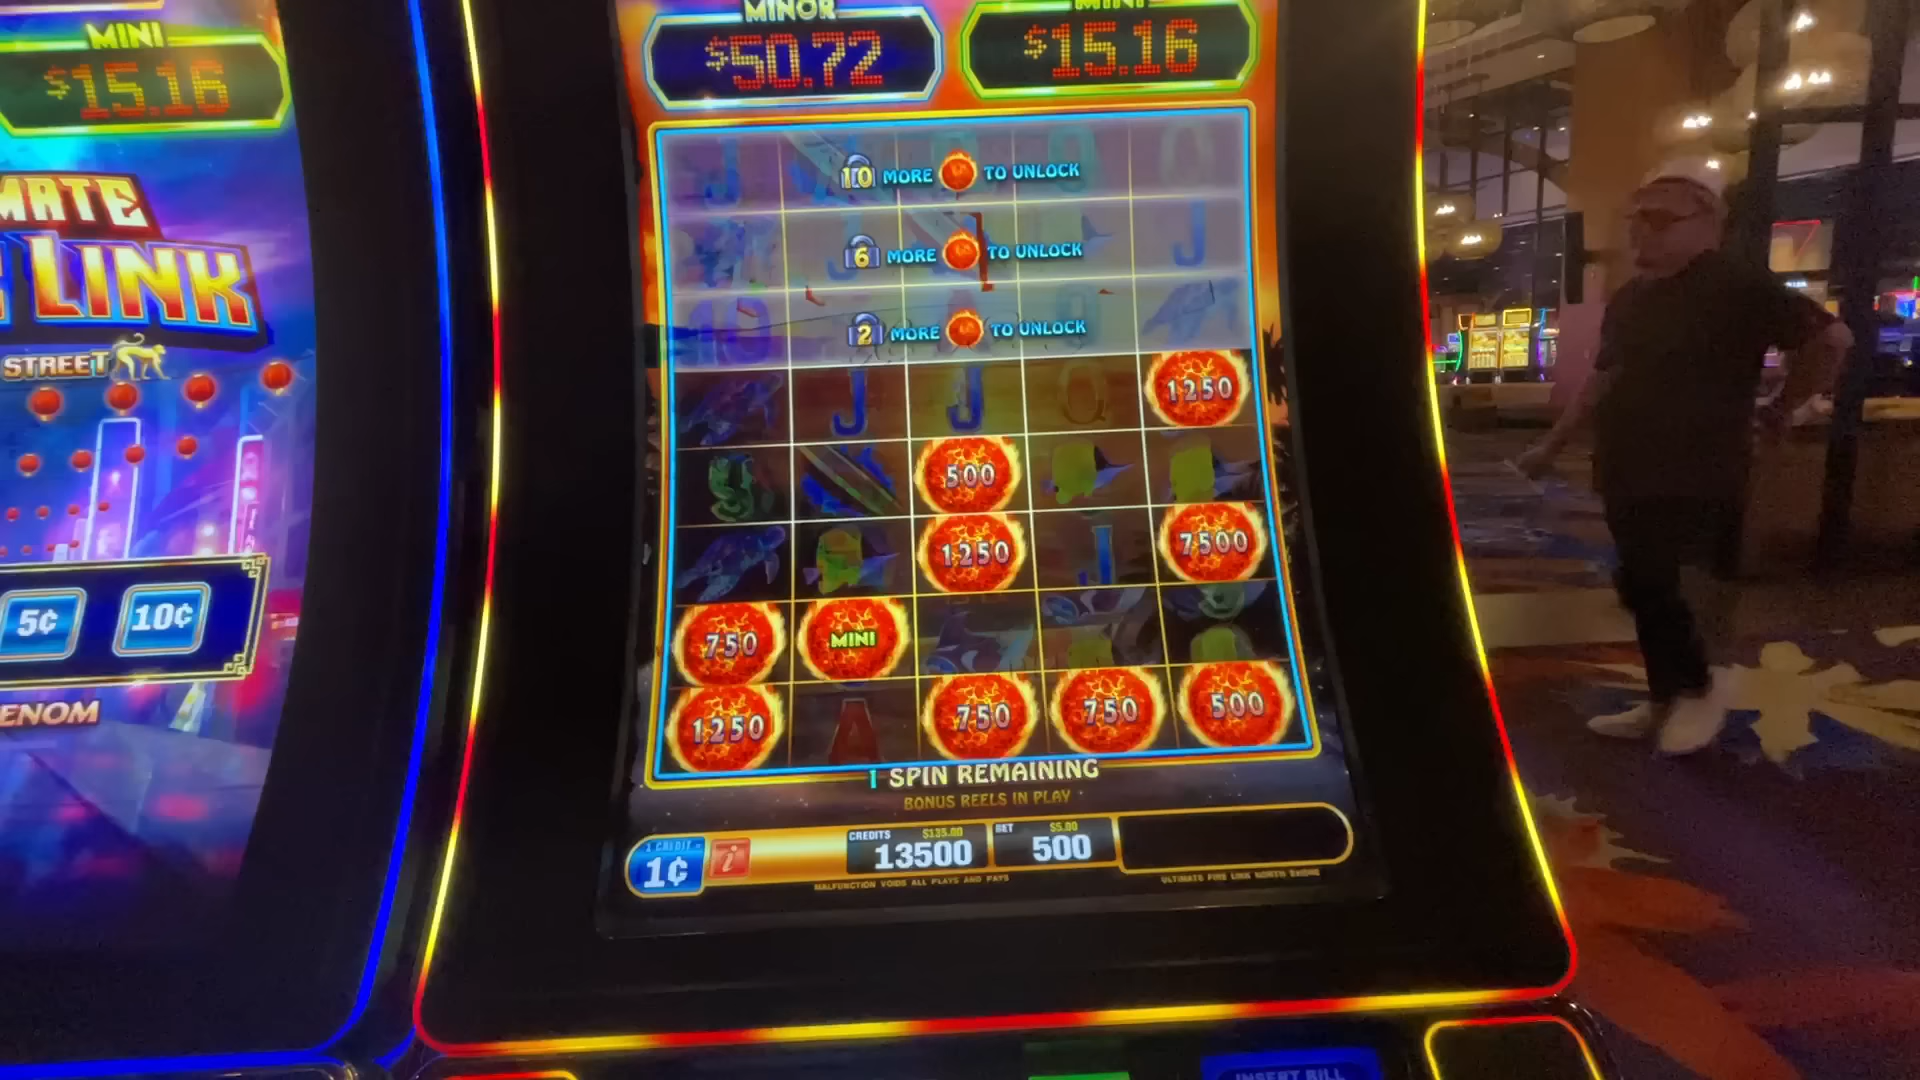 MINI
$15.16
MATE
LINK
STREET
5¢
10¢
ENOM
MINOR
$50.72
MINI
$15.16
10 MORE TO UNLOCK
6 MORE TO UNLOCK
2 MORE TO UNLOCK
J J Q 1250
500
1250 J 7500
750 MINI
1250 A 750 750 500
1 SPIN REMAINING
BONUS REELS IN PLAY
1 CREDIT =
1¢
i
CREDITS $135.00
13500
BET $5.00
500
MALFUNCTION VOIDS ALL PLAYS AND PAYS
ULTIMATE FIRE LINK NORTH SHORE
INSERT BILL